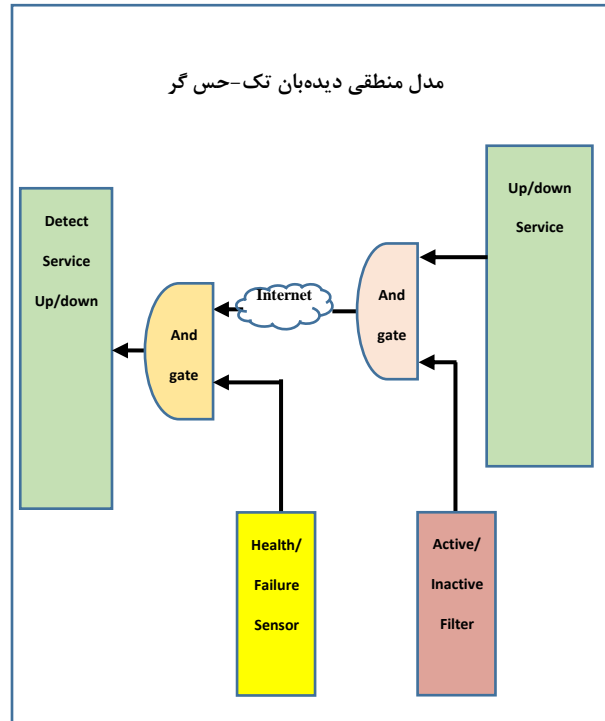 مدل منطقی دیده‌بان تک-حس گر
Up/down
Service
Detect
Service
Up/down
Internet
And
gate
And
gate
Health/
Failure
Sensor
Active/
Inactive
Filter